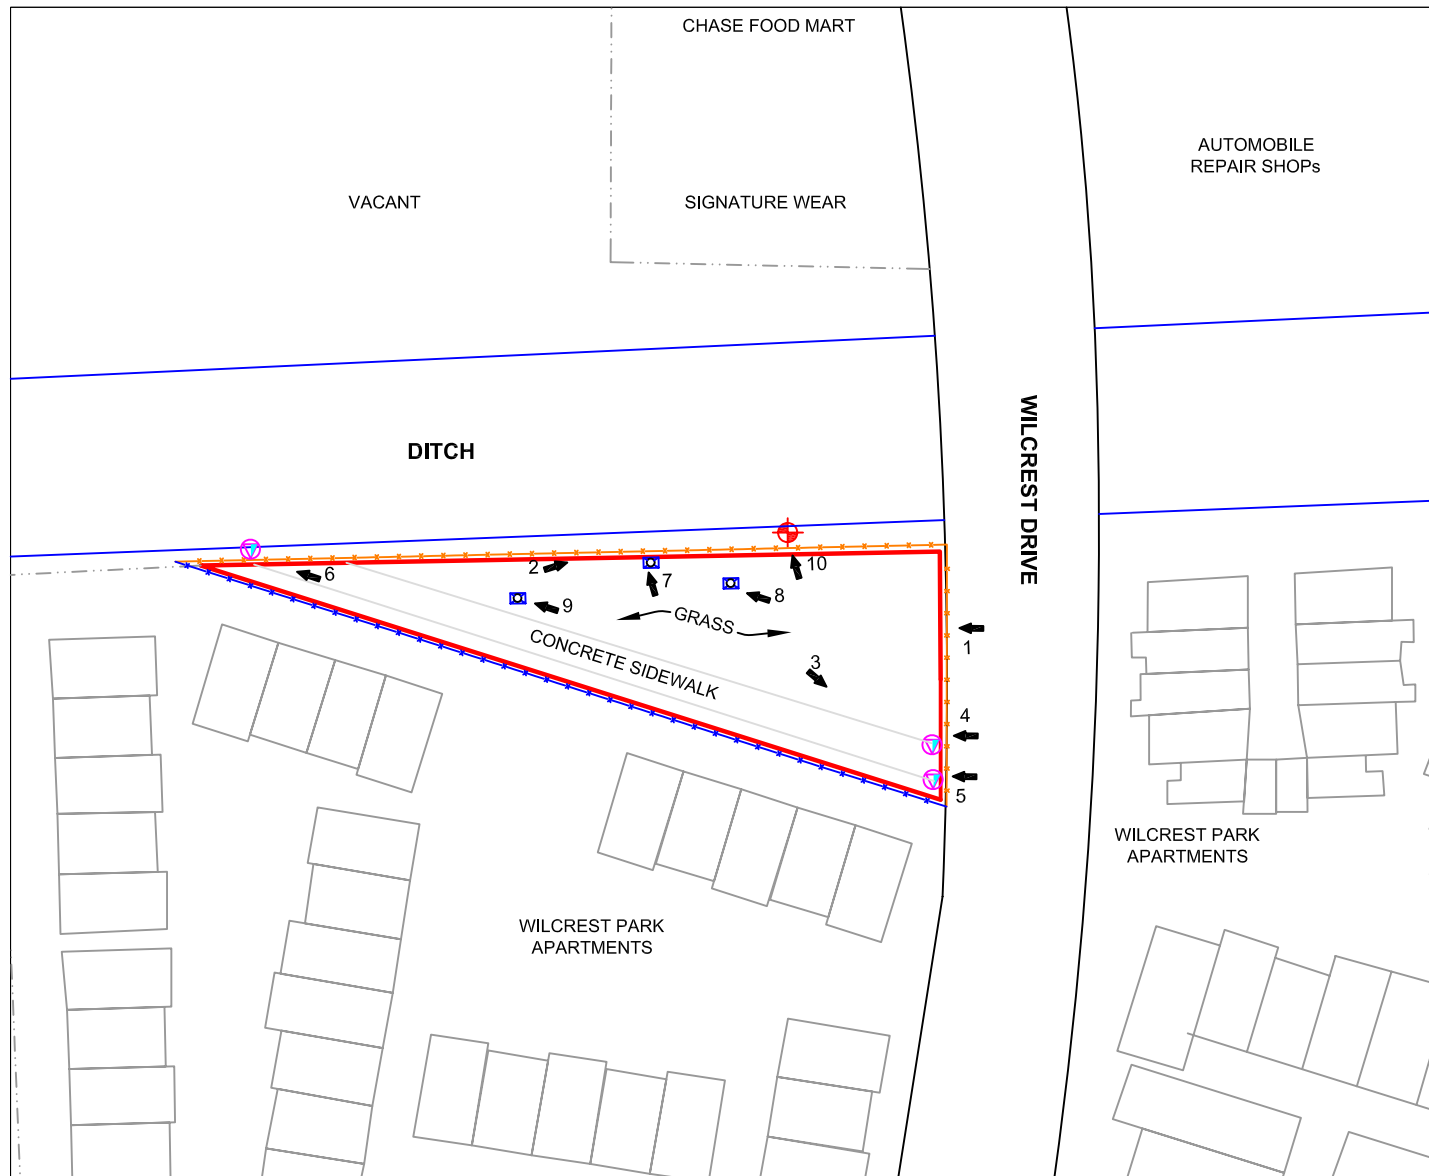 CHASE FOOD MART
AUTOMOBILE
REPAIR SHOPs
VACANT
SIGNATURE WEAR
DITCH
WILCREST DRIVE
2
10
6
7
8
9
GRASS
1
CONCRETE SIDEWALK
3
4
5
WILCREST PARK
APARTMENTS
WILCREST PARK
APARTMENTS